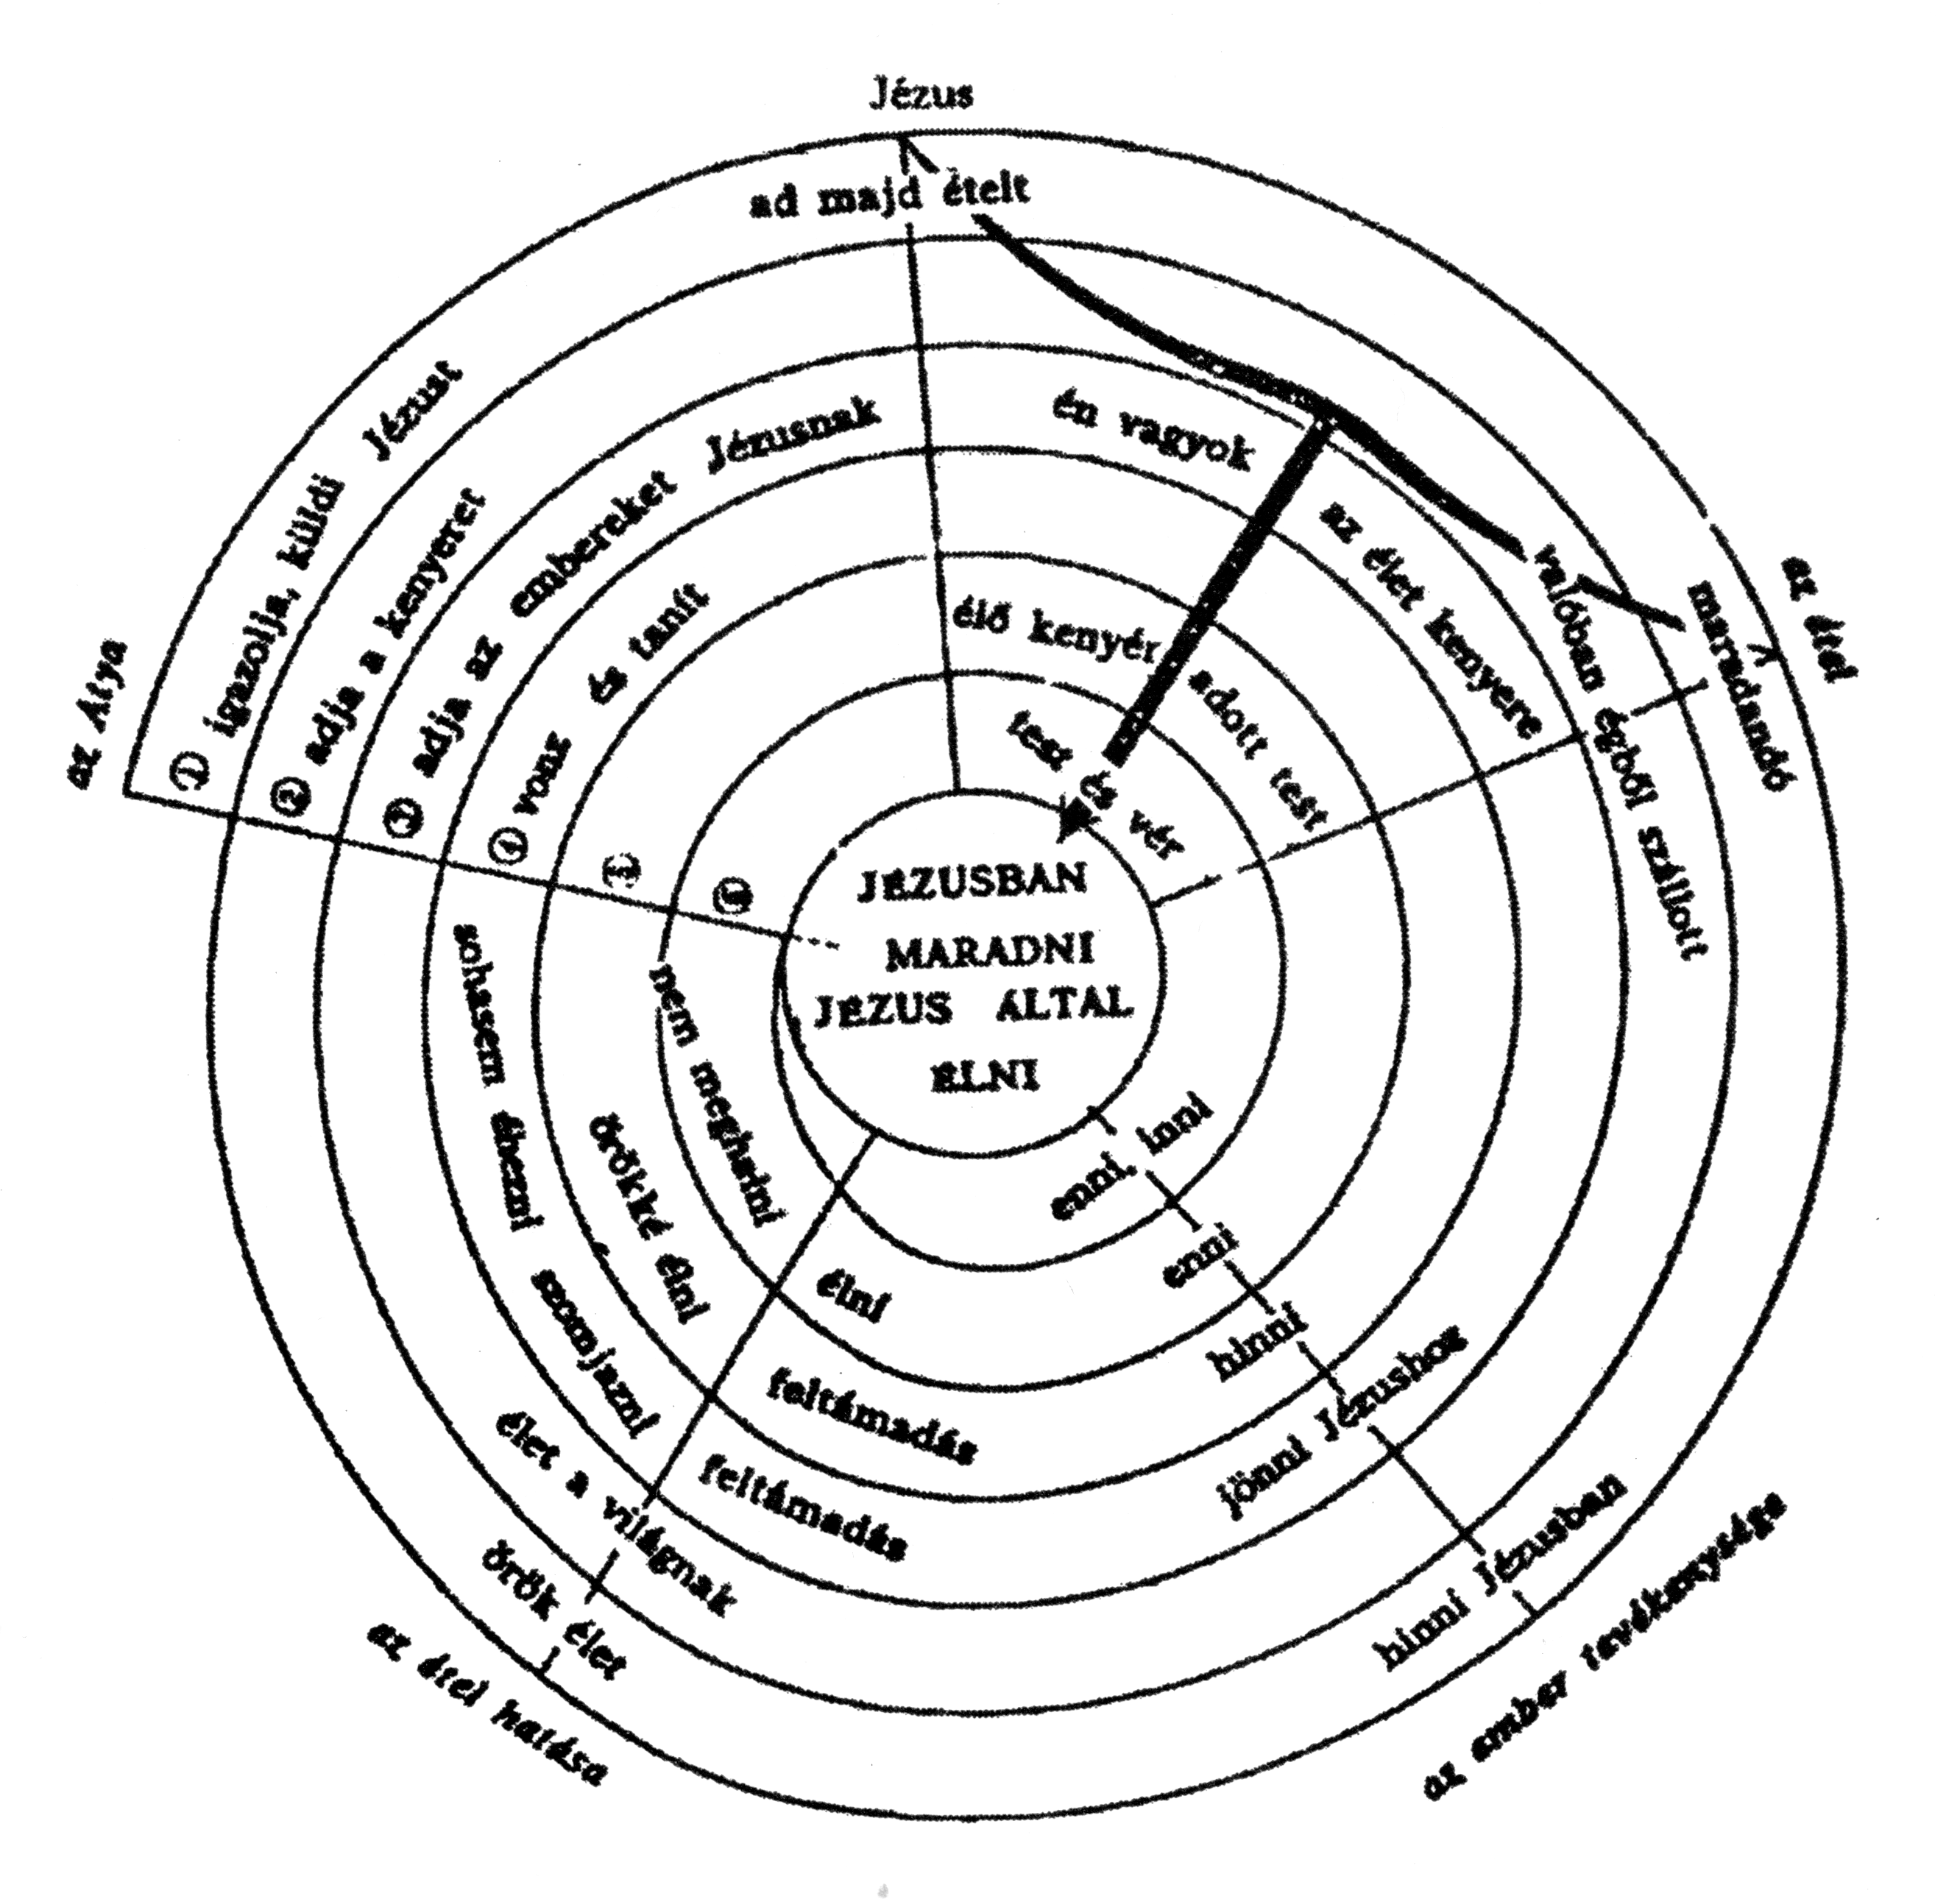 Jézus
ad majd ételt
az Atya
① igazolja, küldi Jézust
② adja a kenyeret
③ adja az embereket Jézusnak
④ vonz és tanít
⑤
⑥
én vagyok
az élet kenyere
élő kenyér
adott test
test és vér
valóban égből szállott
maradandó
az étel
JÉZUSBAN
MARADNI
JÉZUS ÁLTAL
ÉLNI
enni, inni
enni
hinni
jönni Jézushoz
hinni Jézusban
az ember tevékenysége
nem meghalni
élni
örökké élni
feltámadás
sohasem éhezni szomjazni
feltámadás
élet a világnak
örök élet
az étel hatása